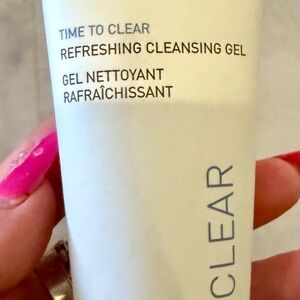 TIME TO CLEAR
REFRESHING CLEANSING GEL
GEL NETTOYANT
RAFRAÎCHISSANT
CLEAR